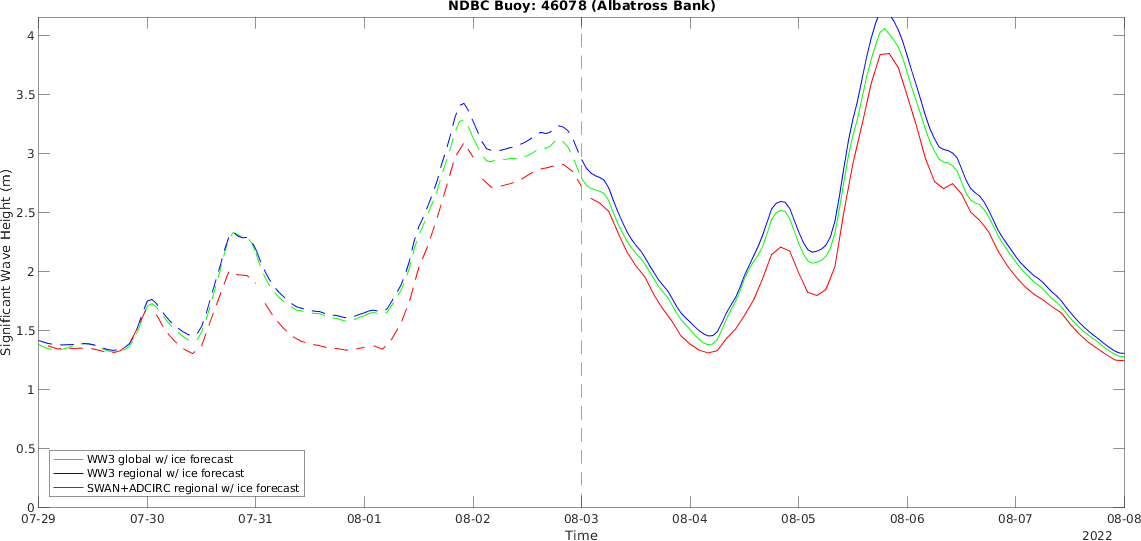 NDBC Buoy: 46078 (Albatross Bank)
Significant Wave Height (m)
4
3.5
3
2.5
2
1.5
1
0.5
0
WW3 global w/ ice forecast
WW3 regional w/ ice forecast
SWAN+ADCIRC regional w/ ice forecast
07-29 07-30 07-31 08-01 08-02 08-03 08-04 08-05 08-06 08-07 08-08
Time
2022